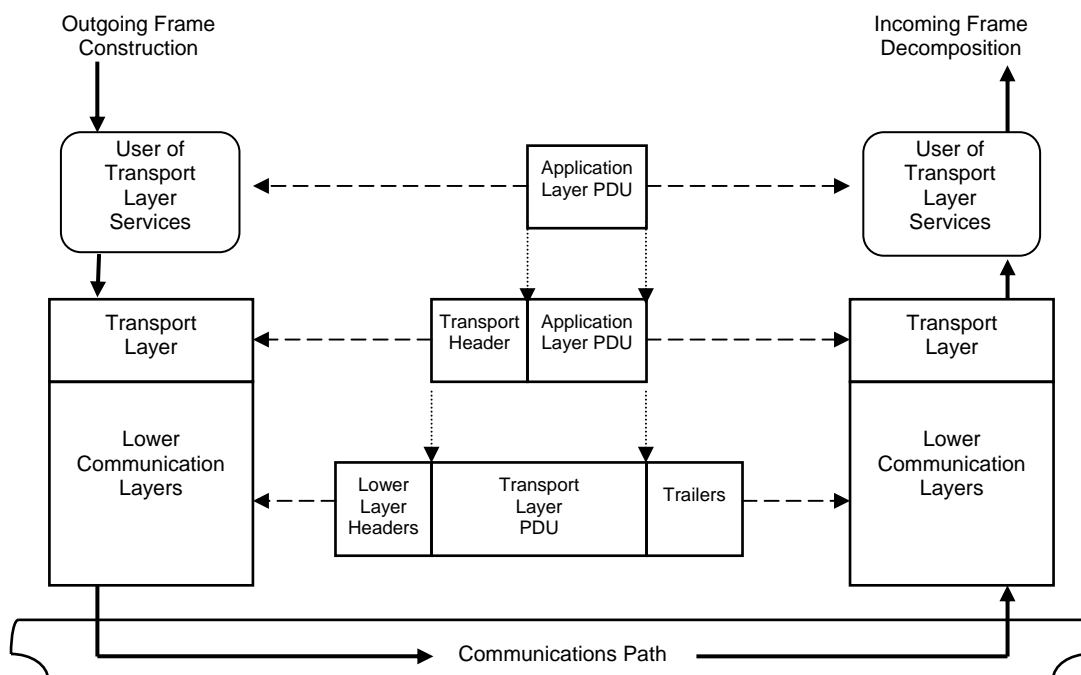 Outgoing Frame
Construction
Incoming Frame
Decomposition
User of
Transport
Layer
Services
Application
Layer PDU
User of
Transport
Layer
Services
Transport
Layer
Transport
Header
Application
Layer PDU
Transport
Layer
Lower
Communication
Layers
Lower
Layer
Headers
Transport
Layer
PDU
Trailers
Lower
Communication
Layers
Communications Path